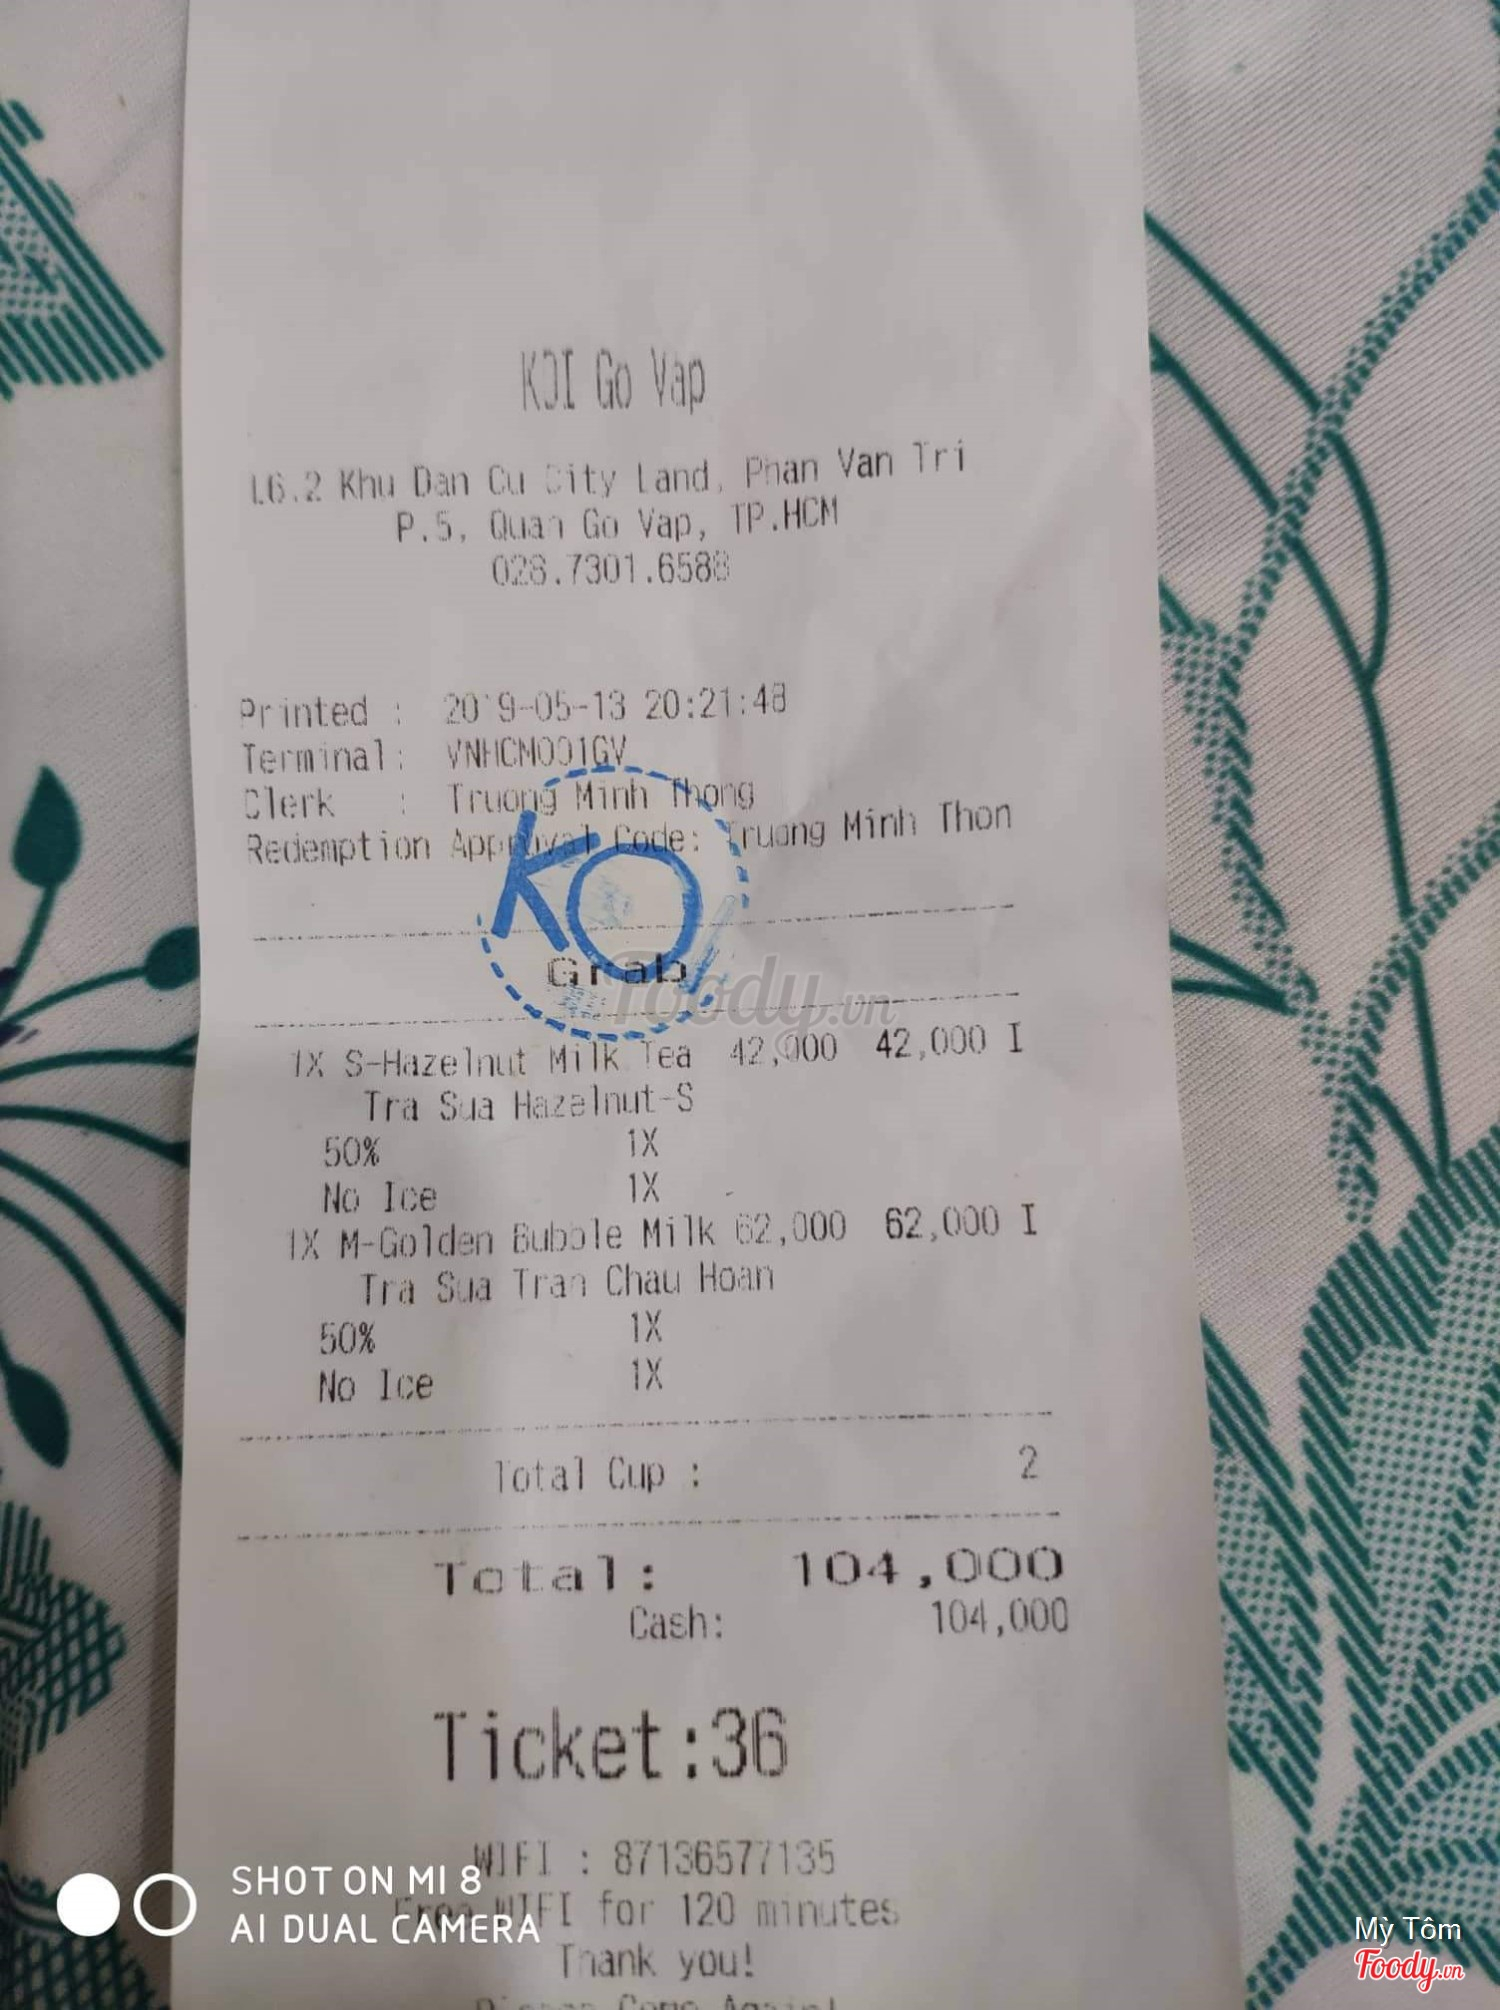 KOI Go Vap
L6.2 Khu Dan Cu City Land, Phan Van Tri
P.5, Quan Go Vap, TP.HCM
028.7301.6588
Printed : 2019-05-13 20:21:48
Terminal: VNHCM001GV
Clerk : Truong Minh Thong
Redemption Approval Code: Truong Minh Thon
KOI
Grab
Foody.vn
1X S-Hazelnut Milk Tea 42,000 42,000 I
Tra Sua Hazelnut-S
50% 1X
No Ice 1X
1X M-Golden Bubble Milk 62,000 62,000 I
Tra Sua Tran Chau Hoan
50% 1X
No Ice 1X
Total Cup : 2
Total: 104,000
Cash: 104,000
Ticket:36
WIFI : 87136577135
Free WIFI for 120 minutes
Thank you!
Please Come Again!
SHOT ON MI 8
AI DUAL CAMERA
Mỳ Tôm
Foody.vn